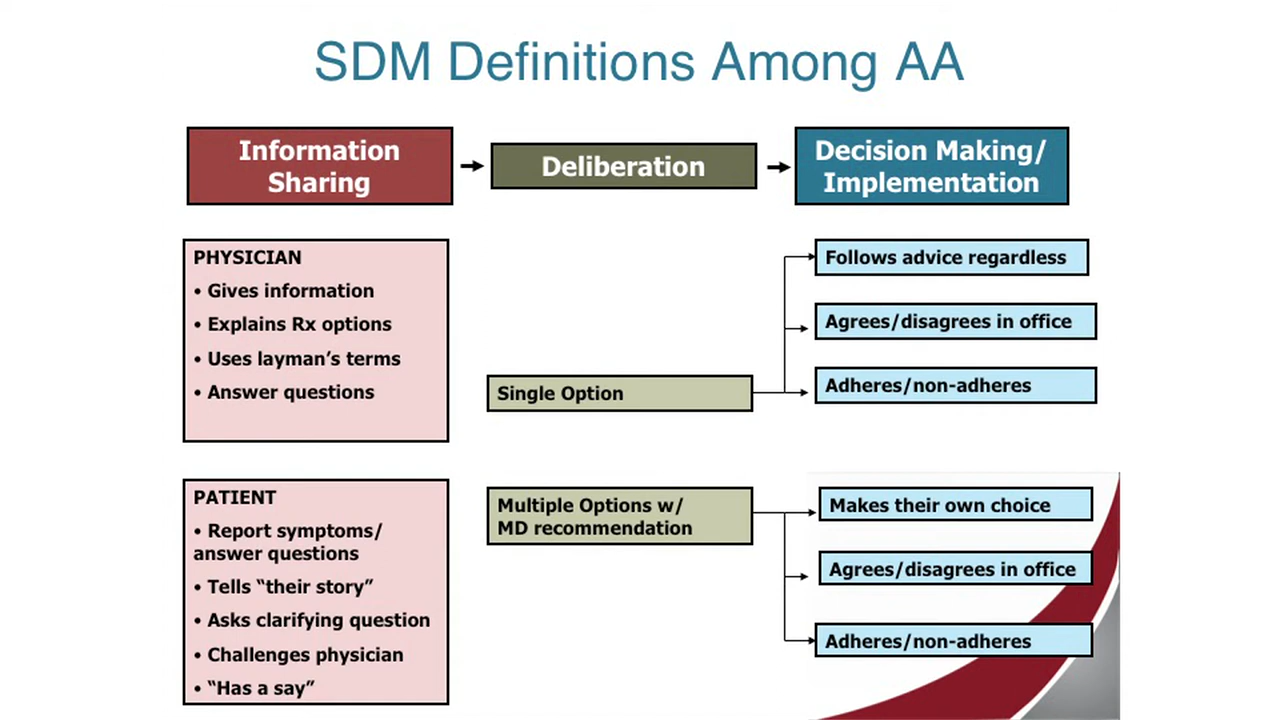 SDM Definitions Among AA
Information
Sharing
Deliberation
Decision Making/
Implementation
PHYSICIAN
• Gives information
• Explains Rx options
• Uses layman’s terms
• Answer questions
Single Option
Follows advice regardless
Agrees/disagrees in office
Adheres/non-adheres
PATIENT
• Report symptoms/
answer questions
• Tells “their story”
• Asks clarifying question
• Challenges physician
• “Has a say”
Multiple Options w/
MD recommendation
Makes their own choice
Agrees/disagrees in office
Adheres/non-adheres